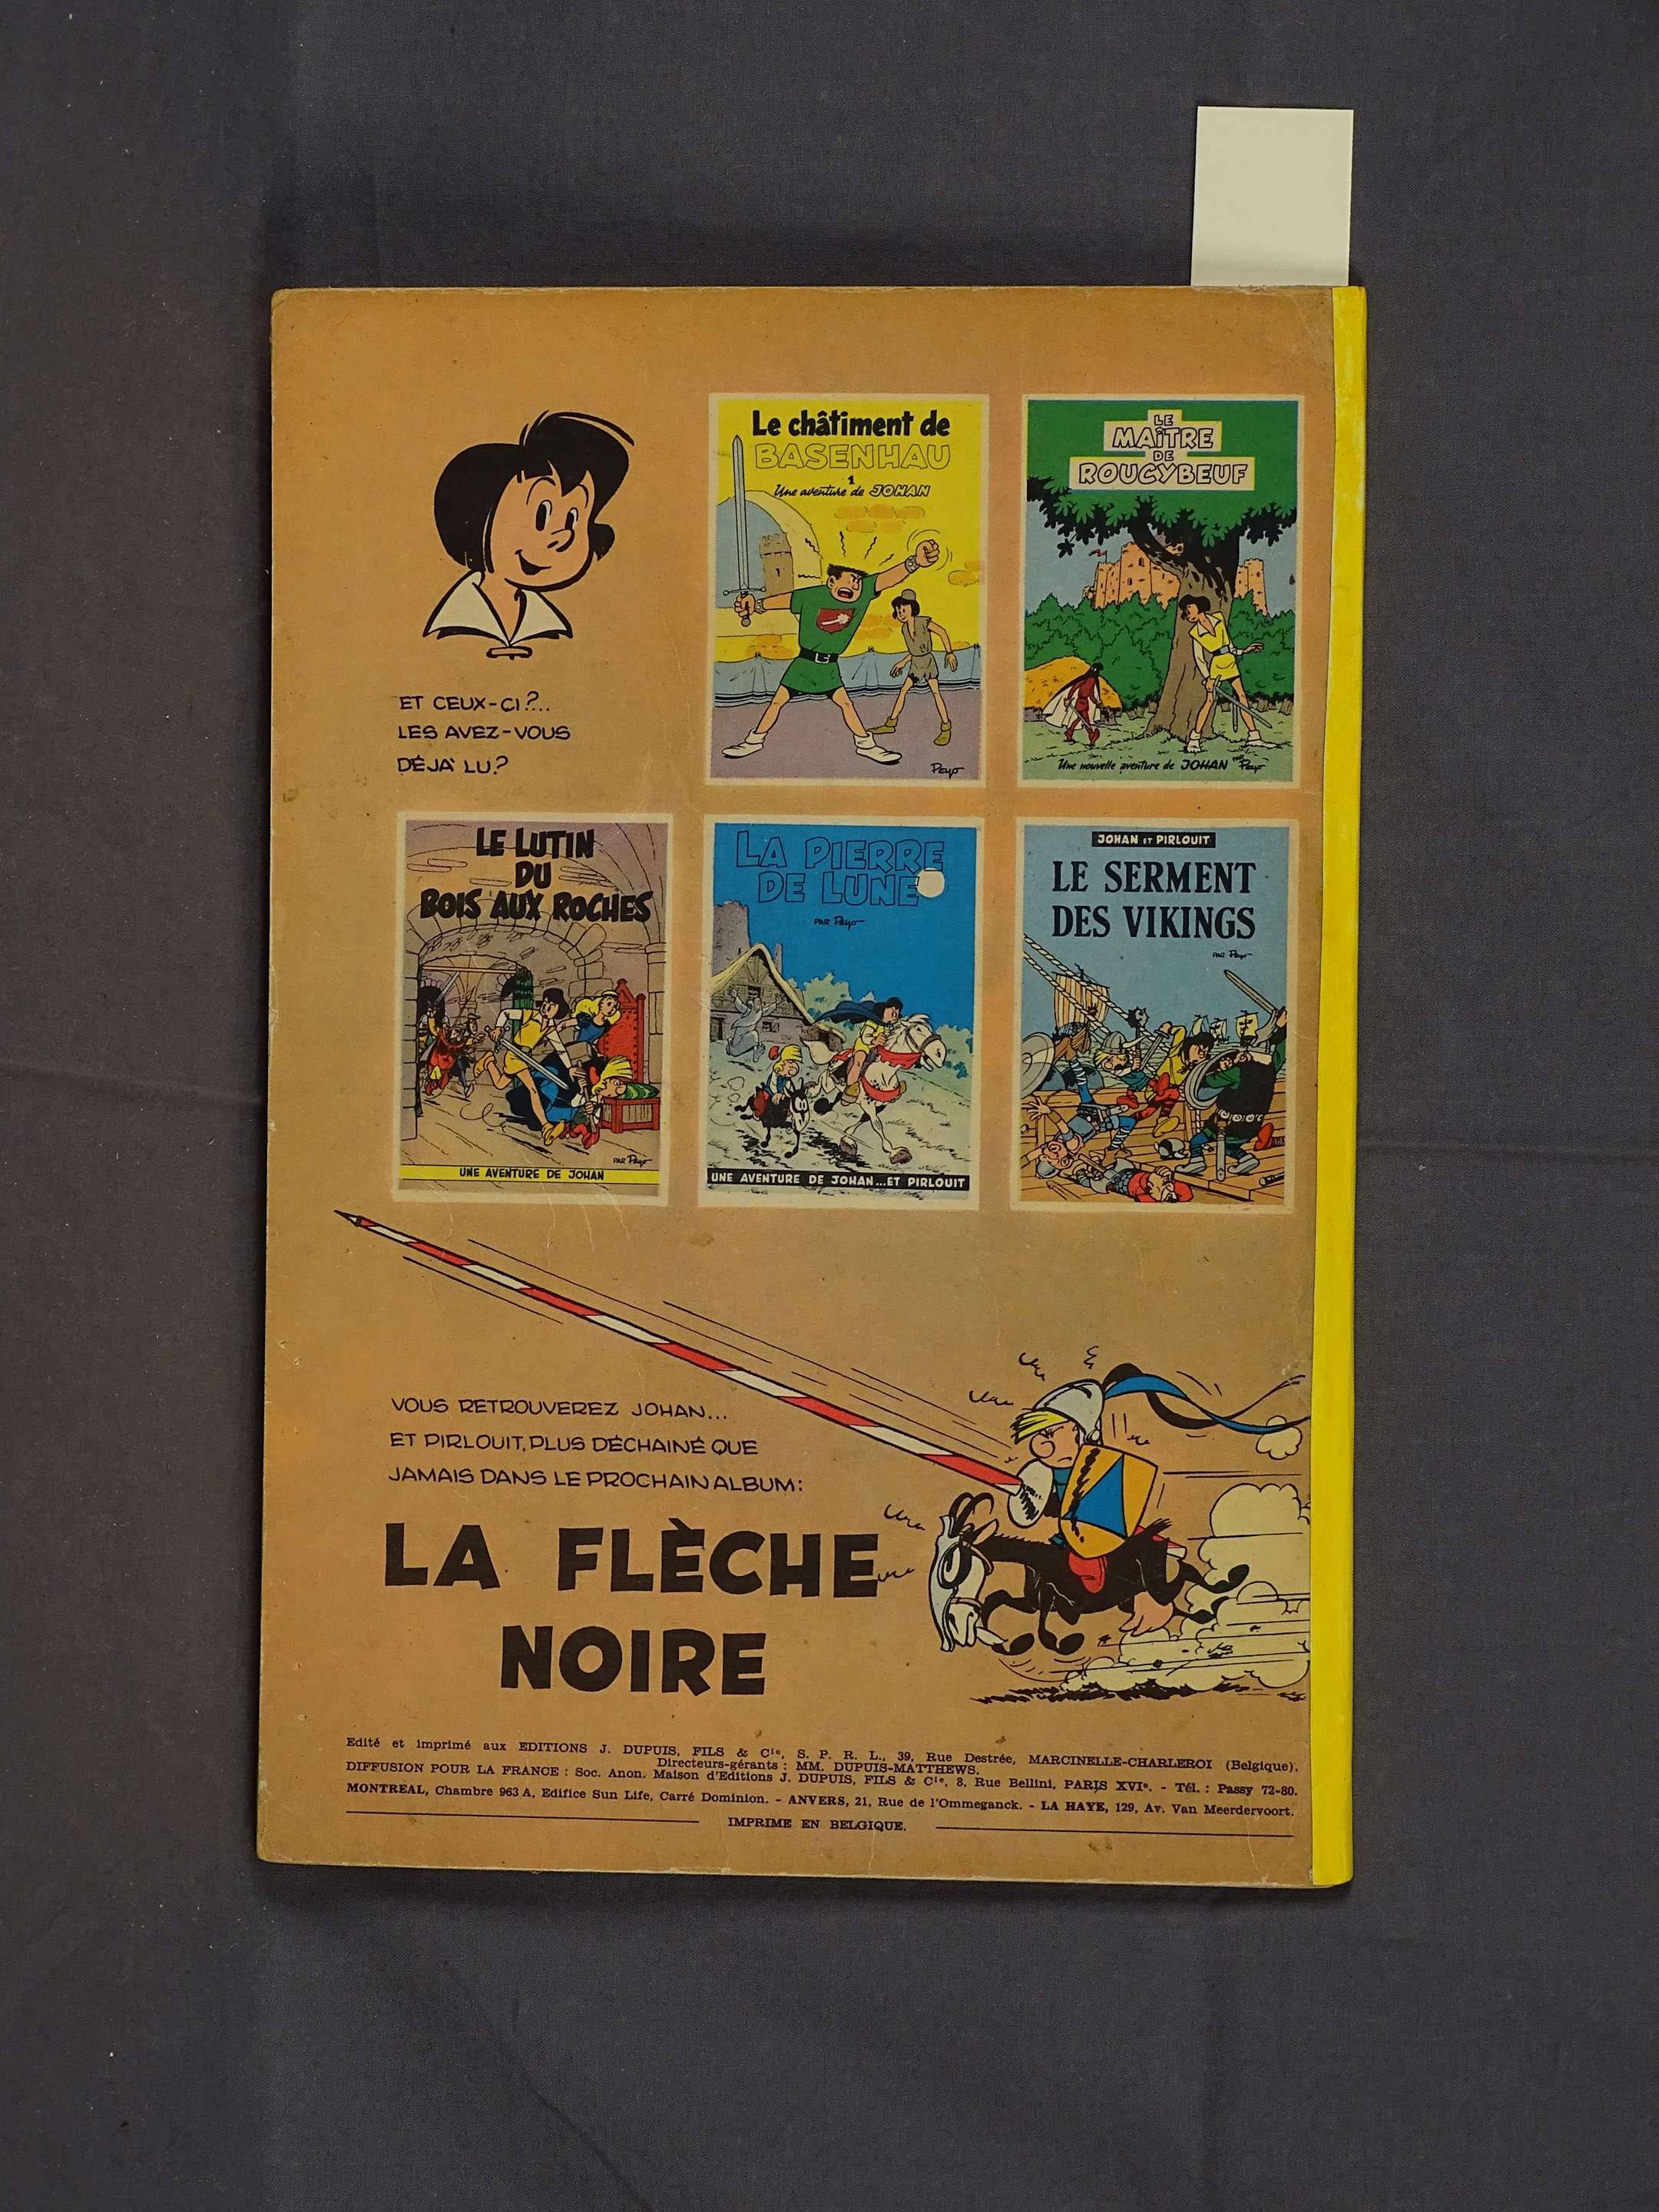 Le châtiment de
BASENHAU
1
Une aventure de JOHAN
Peyo
LE
MAÎTRE
DE
ROUCYBEUF
Une nouvelle aventure de JOHAN PAR Peyo
ET CEUX-CI?..
LES AVEZ-VOUS
DÉJÀ LU?
LE LUTIN
DU
BOIS AUX ROCHES
PAR Peyo
UNE AVENTURE DE JOHAN
LA PIERRE
DE LUNE
PAR Peyo
UNE AVENTURE DE JOHAN...ET PIRLOUIT
JOHAN ET PIRLOUIT
LE SERMENT
DES VIKINGS
PAR Peyo
VOUS RETROUVEREZ JOHAN...
ET PIRLOUIT, PLUS DÉCHAINÉ QUE
JAMAIS DANS LE PROCHAIN ALBUM:
LA FLÈCHE
NOIRE
Edité et imprimé aux EDITIONS J. DUPUIS, FILS & Cie, S. P. R. L., 39, Rue Destrée, MARCINELLE-CHARLEROI (Belgique).
Directeurs-gérants : MM. DUPUIS-MATTHEWS.
DIFFUSION POUR LA FRANCE : Soc. Anon. Maison d'Editions J. DUPUIS, FILS & Cie, 8, Rue Bellini, PARIS XVIe. - Tél. : Passy 72-80.
MONTREAL, Chambre 963 A, Edifice Sun Life, Carré Dominion. - ANVERS, 21, Rue de l'Ommeganck. - LA HAYE, 129, Av. Van Meerdervoort.
IMPRIME EN BELGIQUE.